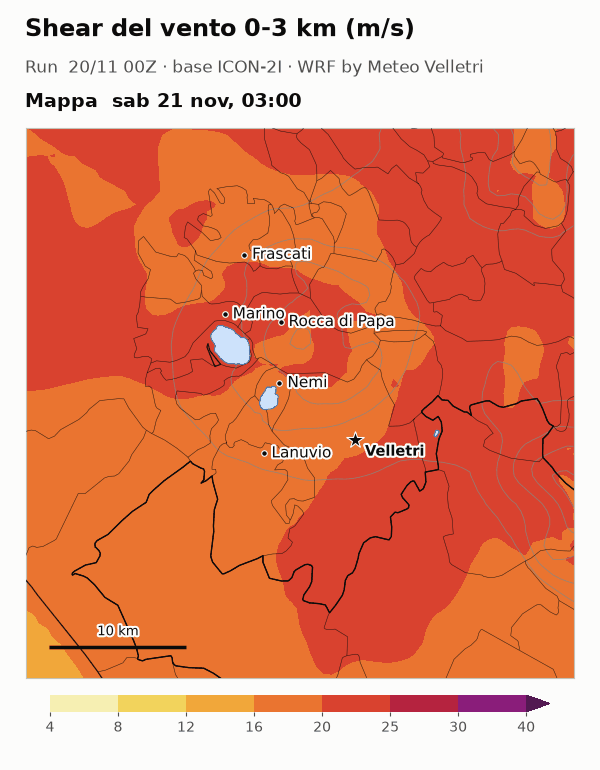 Shear del vento 0-3 km (m/s)
Run  20/11 00Z · base ICON-2I · WRF by Meteo Velletri
Mappa  sab 21 nov, 03:00
Frascati
Marino
Rocca di Papa
Nemi
Velletri
Lanuvio
10 km
4 8 12 16 20 25 30 40